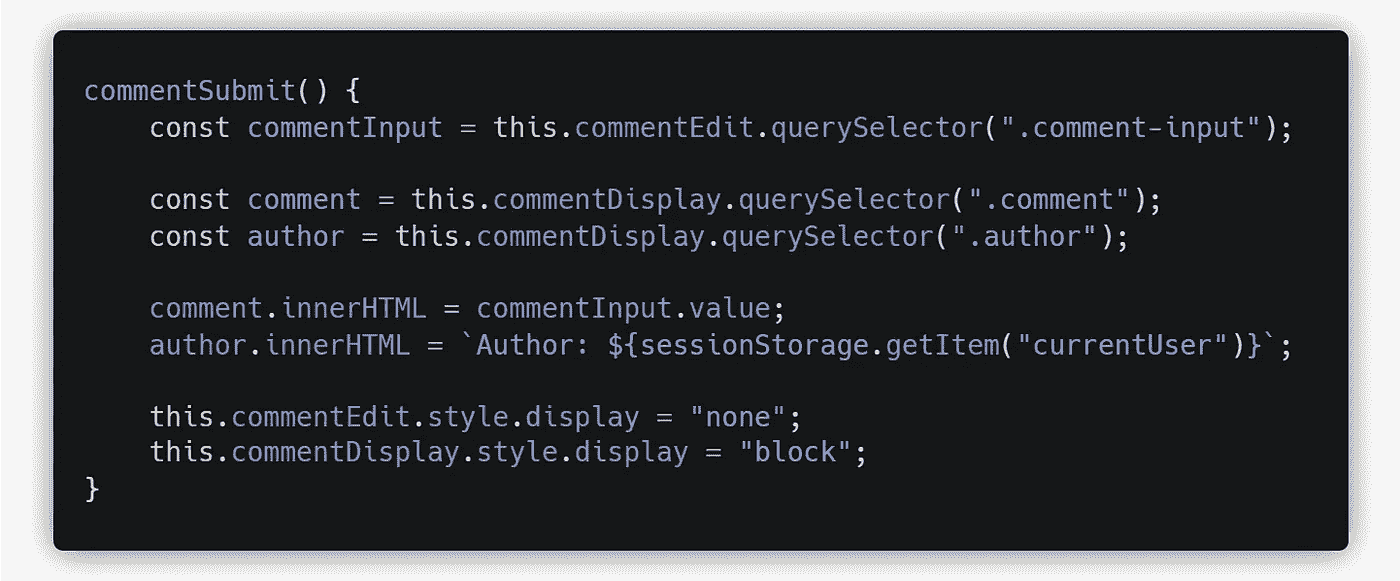 commentSubmit() {
    const commentInput = this.commentEdit.querySelector(".comment-input");

    const comment = this.commentDisplay.querySelector(".comment");
    const author = this.commentDisplay.querySelector(".author");

    comment.innerHTML = commentInput.value;
    author.innerHTML = `Author: ${sessionStorage.getItem("currentUser")}`;

    this.commentEdit.style.display = "none";
    this.commentDisplay.style.display = "block";
}